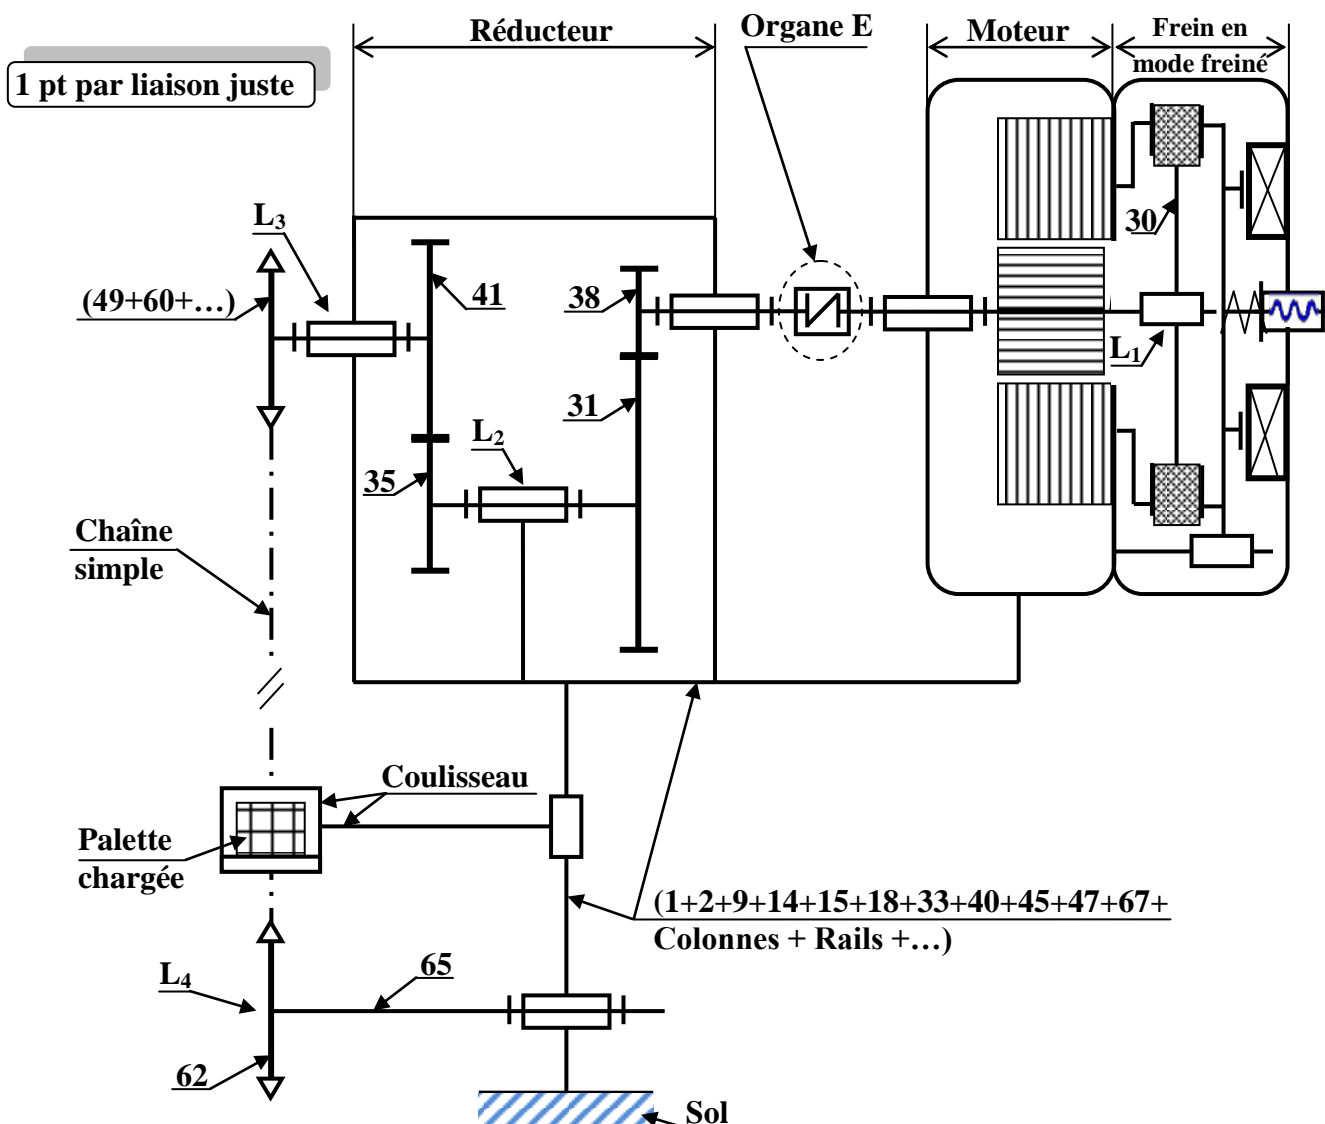 Réducteur
Organe E
Moteur
Frein en
mode freiné
1 pt par liaison juste
L3
30
(49+60+…)
41
38
L1
31
L2
35
Chaîne
simple
Coulisseau
Palette
chargée
(1+2+9+14+15+18+33+40+45+47+67+
Colonnes + Rails +…)
L4
65
62
Sol